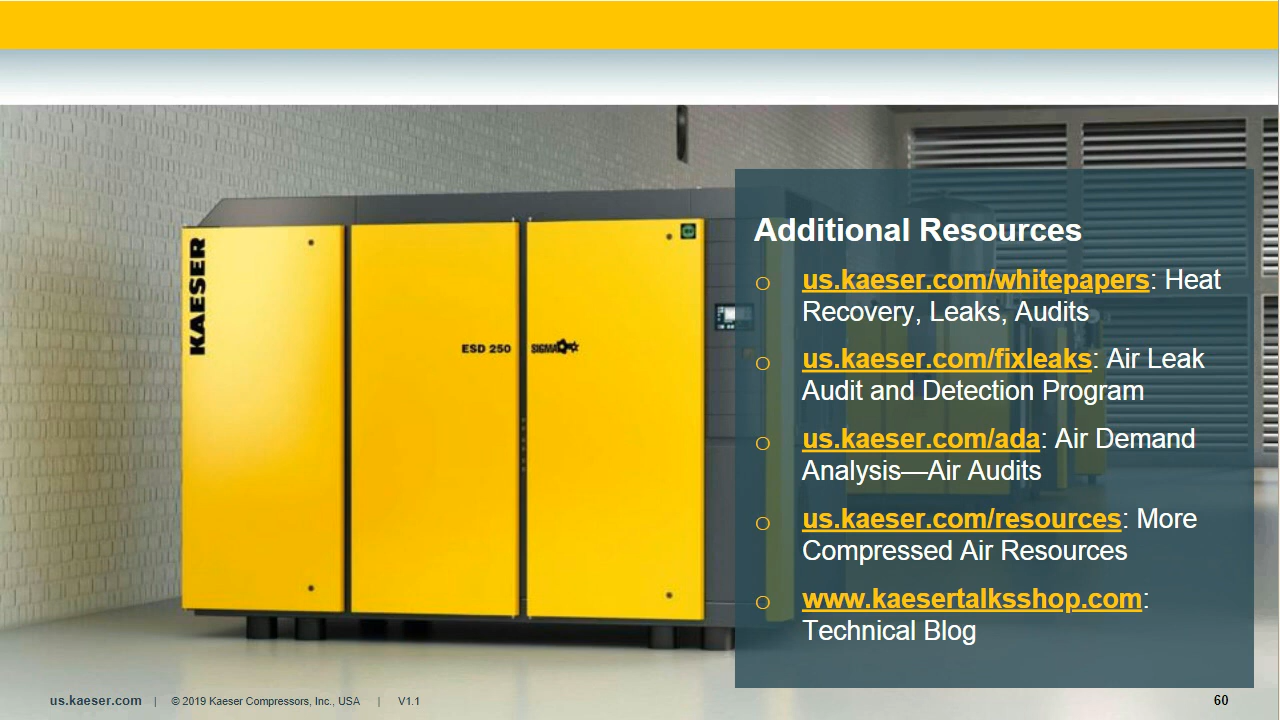 KAESER
ESD 250
SIGMA
Additional Resources
o us.kaeser.com/whitepapers: Heat
Recovery, Leaks, Audits
o us.kaeser.com/fixleaks: Air Leak
Audit and Detection Program
o us.kaeser.com/ada: Air Demand
Analysis—Air Audits
o us.kaeser.com/resources: More
Compressed Air Resources
o www.kaesertalksshop.com:
Technical Blog
us.kaeser.com | © 2019 Kaeser Compressors, Inc., USA | V1.1
60